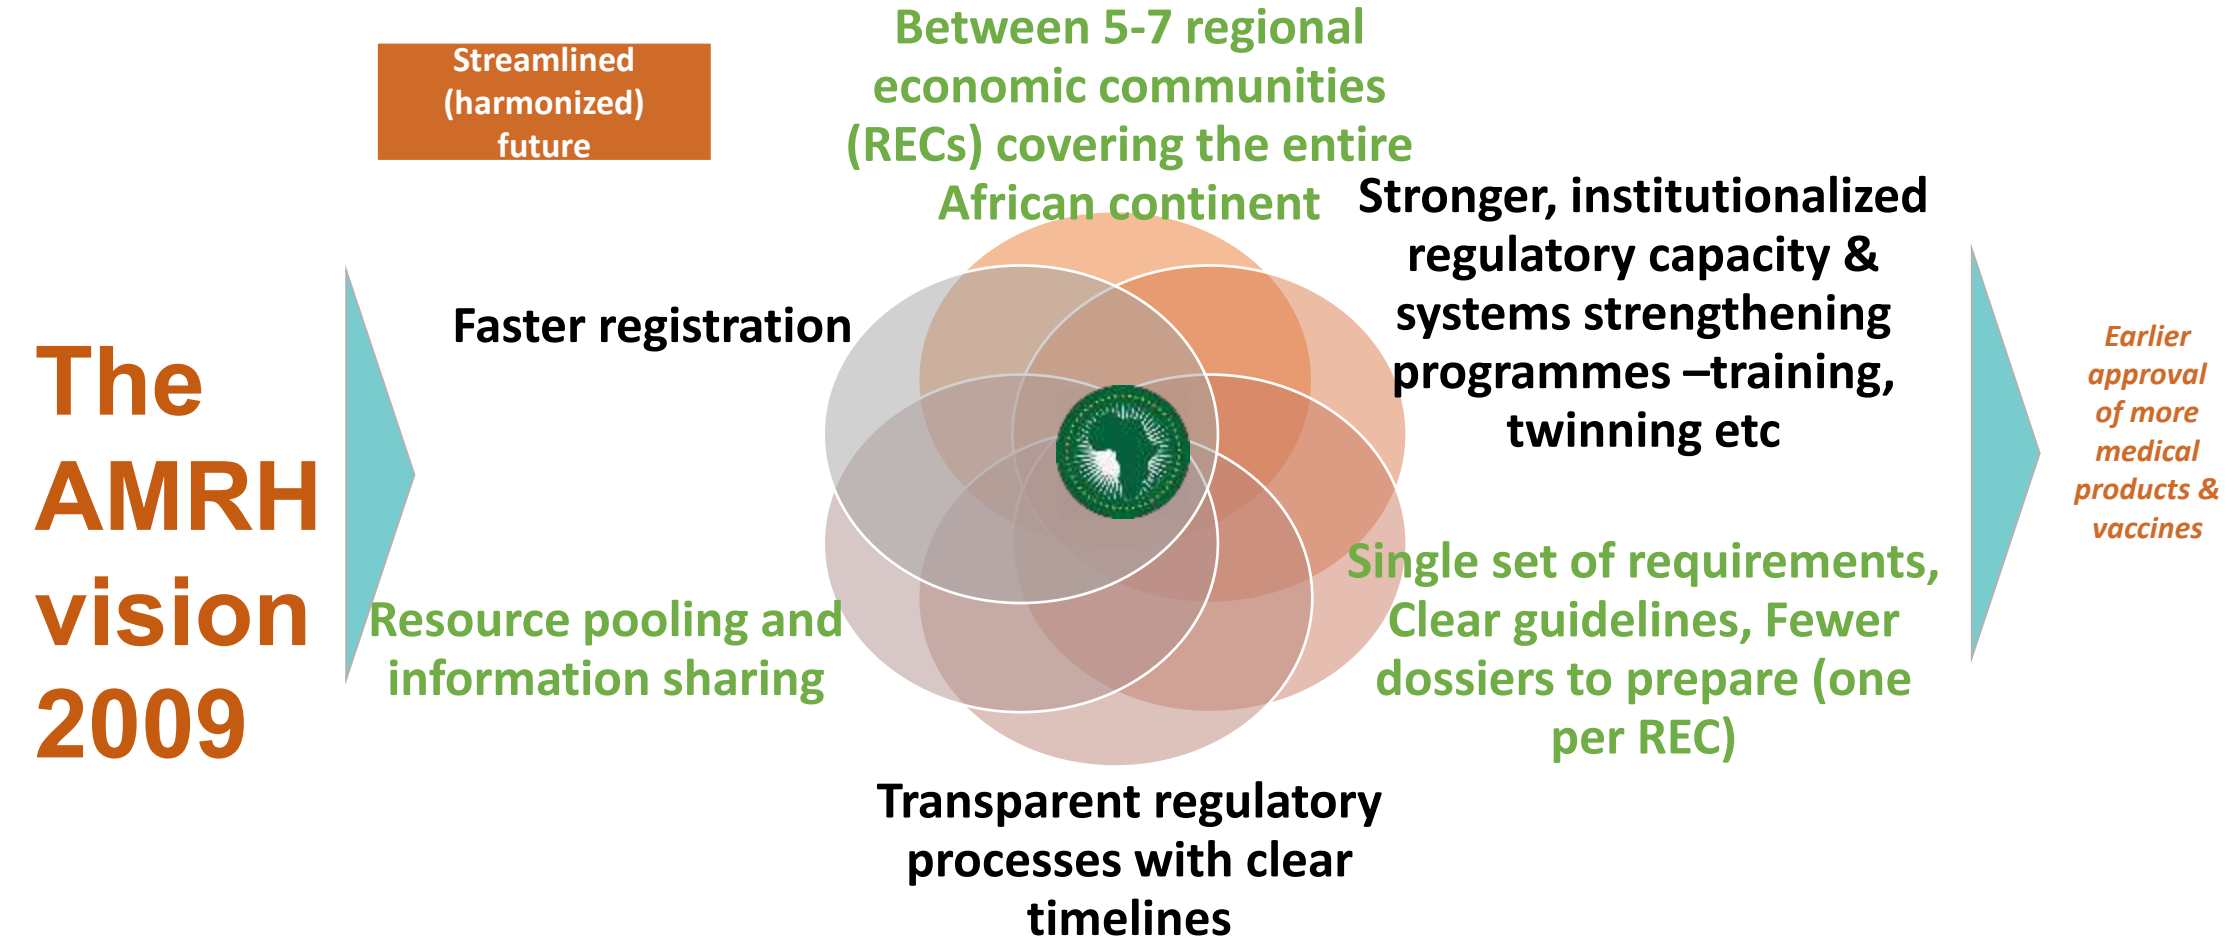 The
AMRH
vision
2009
Streamlined
(harmonized)
future
Between 5-7 regional
economic communities
(RECs) covering the entire
African continent
Stronger, institutionalized
regulatory capacity &
systems strengthening
programmes –training,
twinning etc
Single set of requirements,
Clear guidelines, Fewer
dossiers to prepare (one
per REC)
Transparent regulatory
processes with clear
timelines
Resource pooling and
information sharing
Faster registration
Earlier
approval
of more
medical
products &
vaccines